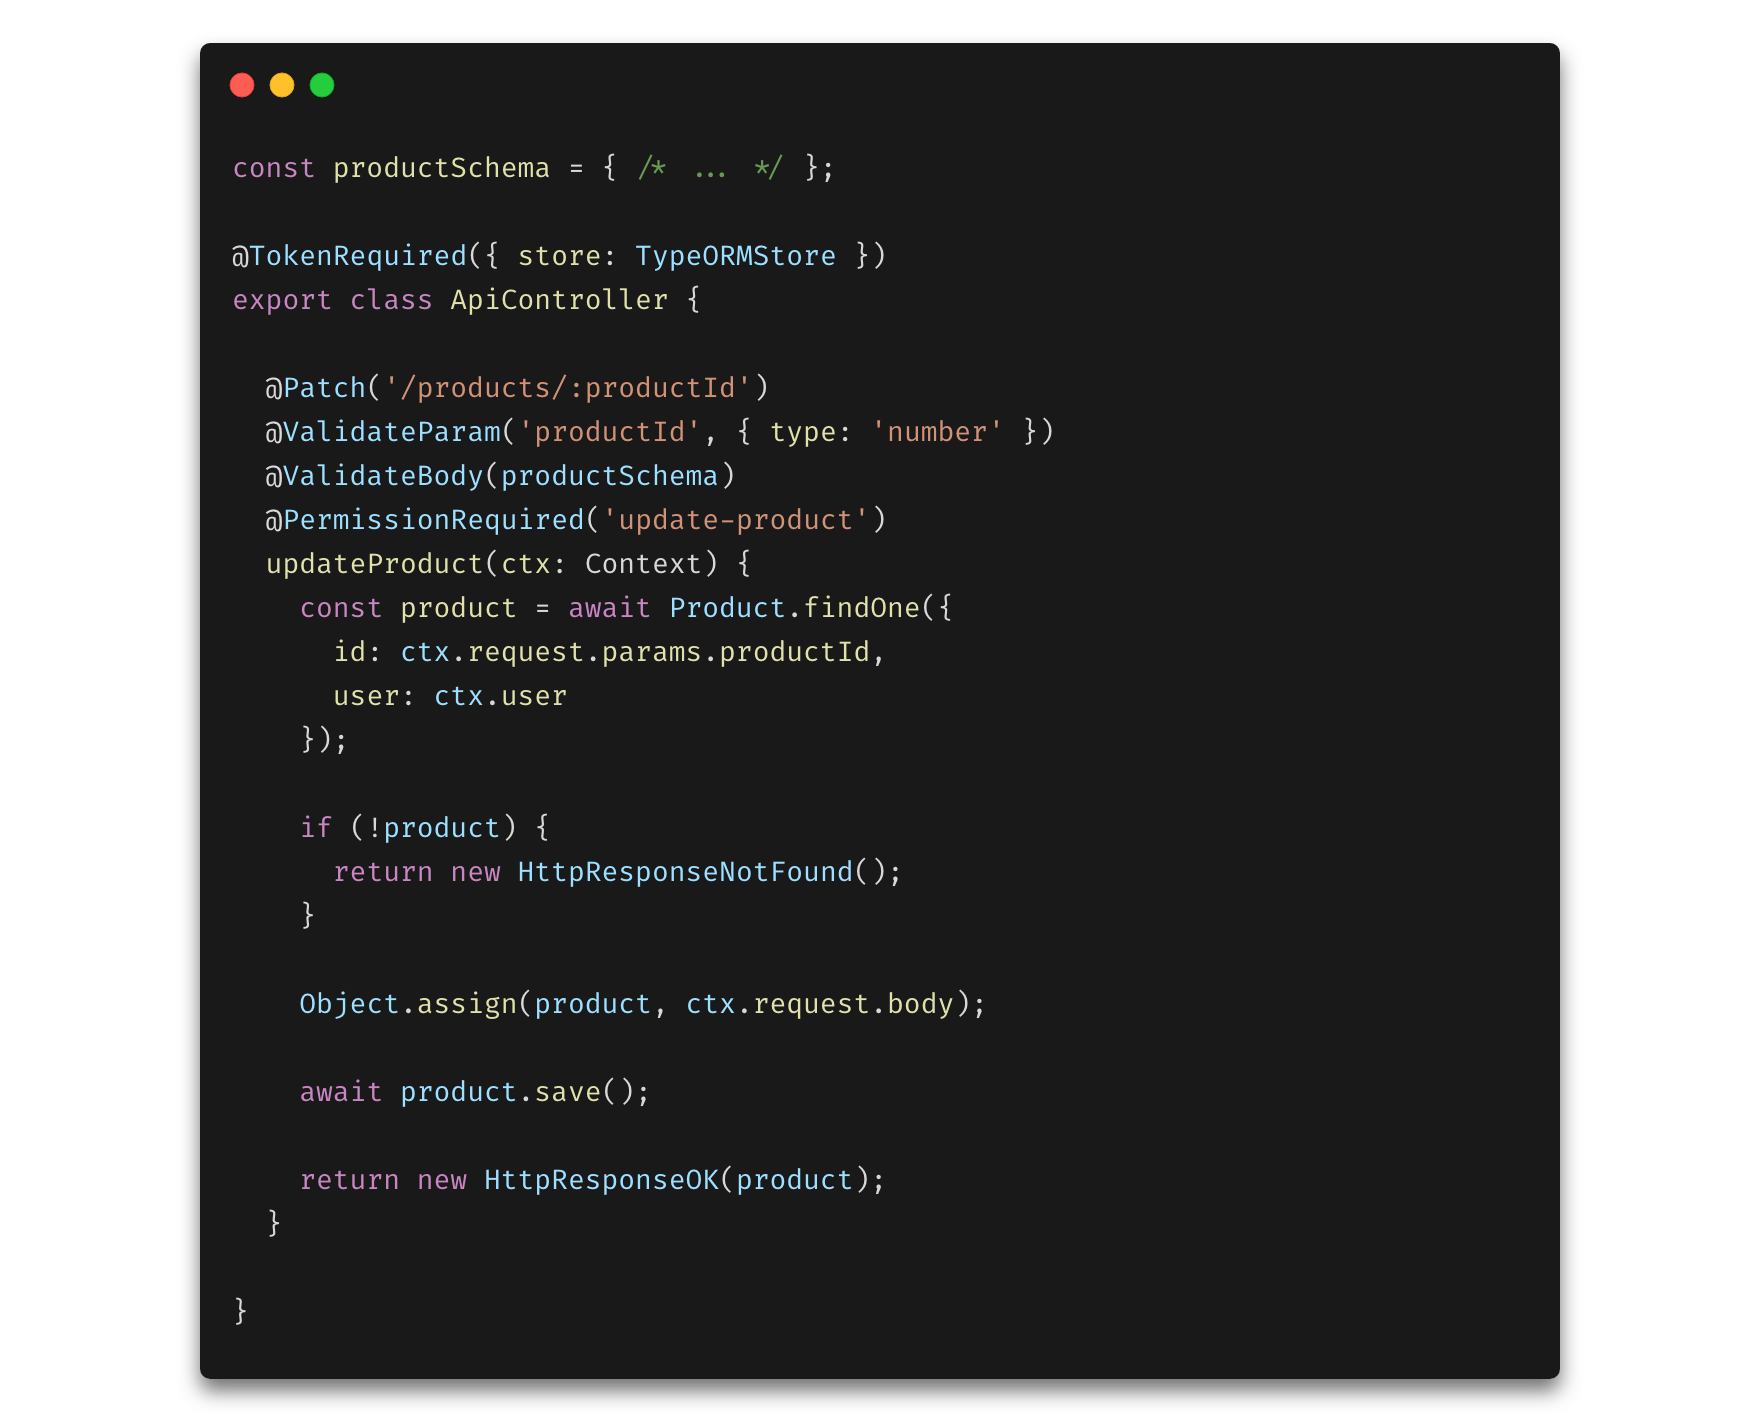 const productSchema = { /* ... */ };
@TokenRequired({ store: TypeORMStore })
export class ApiController {
@Patch('/products/:productId')
@ValidateParam('productId', { type: 'number' })
@ValidateBody(productSchema)
@PermissionRequired('update-product')
updateProduct(ctx: Context) {
const product = await Product.findOne({
id: ctx.request.params.productId,
user: ctx.user
});
if (!product) {
return new HttpResponseNotFound();
}
Object.assign(product, ctx.request.body);
await product.save();
return new HttpResponseOK(product);
}
}